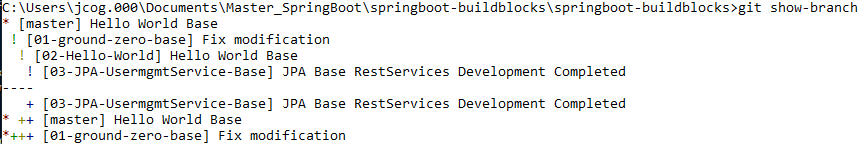 C:\Users\jcog.000\Documents\Master_SpringBoot\springboot-buildblocks\springboot-buildblocks>git show-branch
* [master] Hello World Base
 ! [01-ground-zero-base] Fix modification
  ! [02-Hello-World] Hello World Base
   ! [03-JPA-UsermgmtService-Base] JPA Base RestServices Development Completed
----
   + [03-JPA-UsermgmtService-Base] JPA Base RestServices Development Completed
* ++ [master] Hello World Base
*+++ [01-ground-zero-base] Fix modification